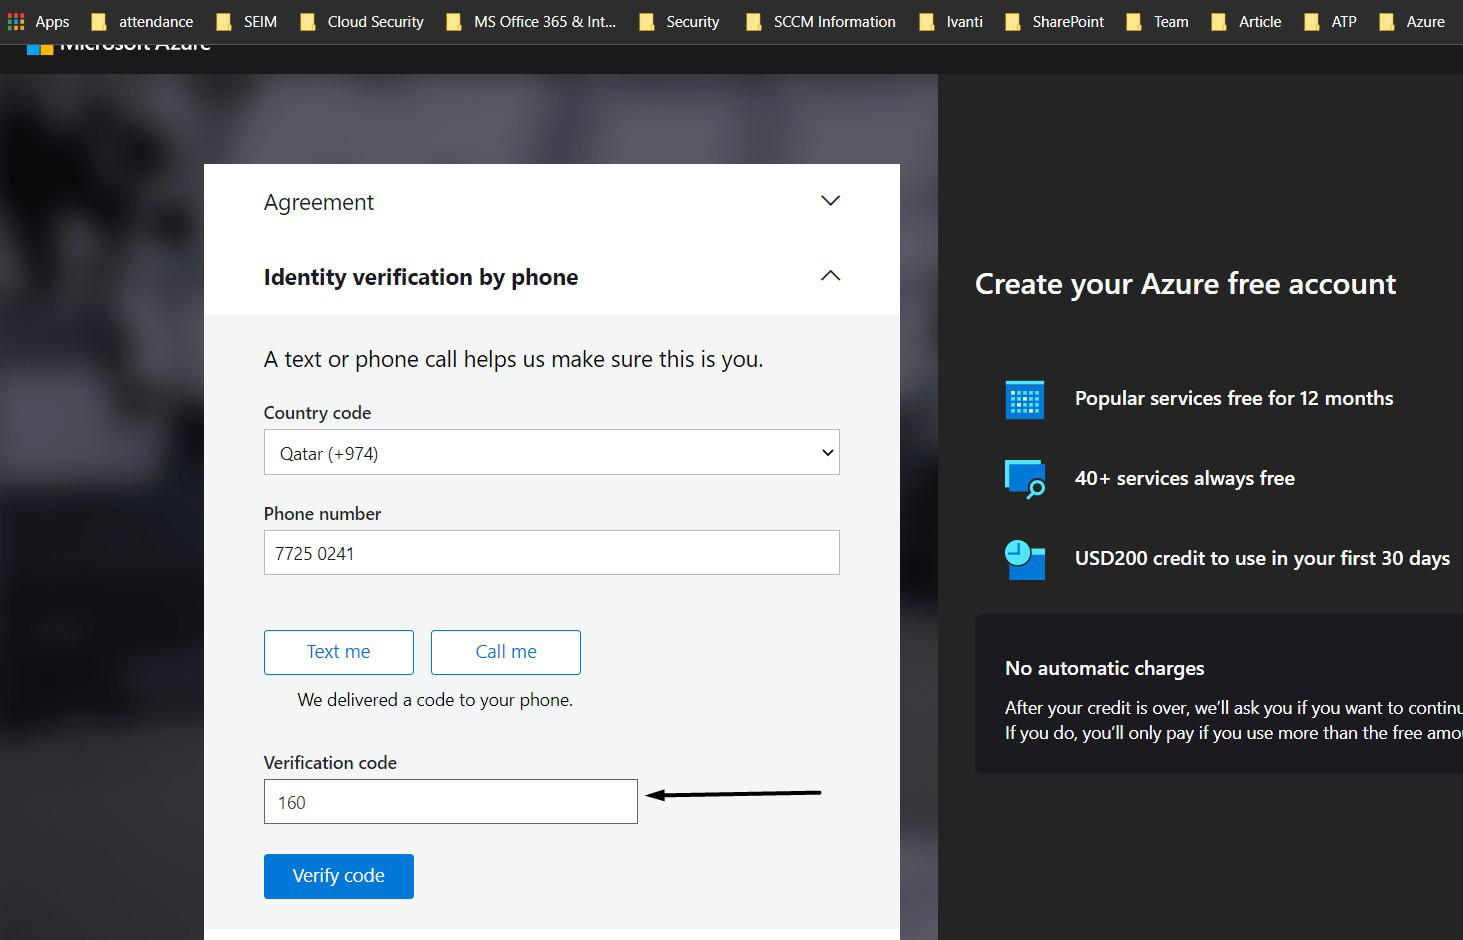 Apps attendance SEIM Cloud Security MS Office 365 & Int... Security SCCM Information Ivanti SharePoint Team Article ATP Azure
Microsoft Azure
Agreement
Identity verification by phone
A text or phone call helps us make sure this is you.
Country code
Qatar (+974)
Phone number
7725 0241
Text me Call me
We delivered a code to your phone.
Verification code
160
Verify code
Create your Azure free account
Popular services free for 12 months
40+ services always free
USD200 credit to use in your first 30 days
No automatic charges
After your credit is over, we'll ask you if you want to continu
If you do, you'll only pay if you use more than the free amo